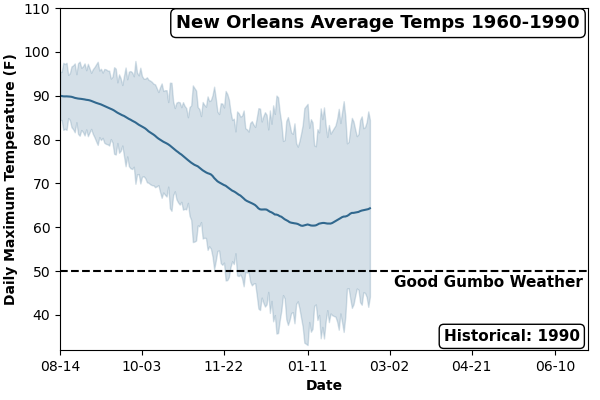 New Orleans Average Temps 1960-1990
Daily Maximum Temperature (F)
110
100
90
80
70
60
50
40
Good Gumbo Weather
Historical: 1990
08-14 10-03 11-22 01-11 03-02 04-21 06-10
Date